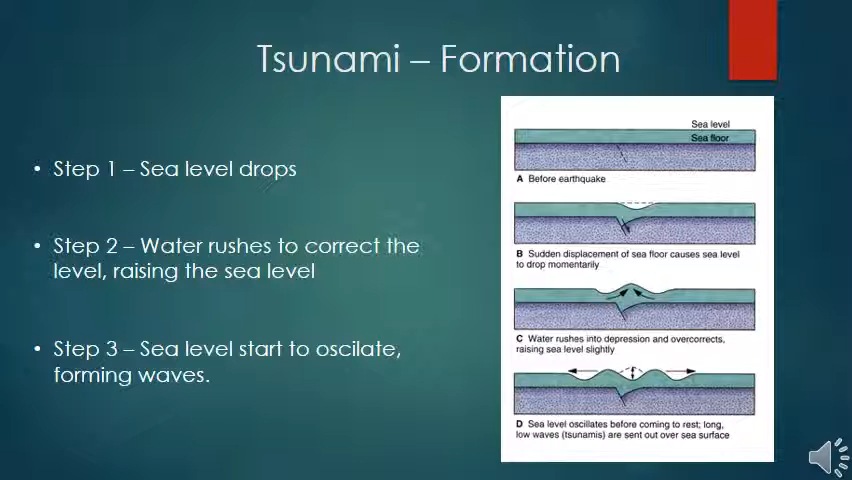 Tsunami – Formation
• Step 1 – Sea level drops
• Step 2 – Water rushes to correct the
level, raising the sea level
• Step 3 – Sea level start to oscilate,
forming waves.
Sea level
Sea floor
A Before earthquake
B Sudden displacement of sea floor causes sea level
to drop momentarily
C Water rushes into depression and overcorrects,
raising sea level slightly
D Sea level oscillates before coming to rest; long,
low waves (tsunamis) are sent out over sea surface